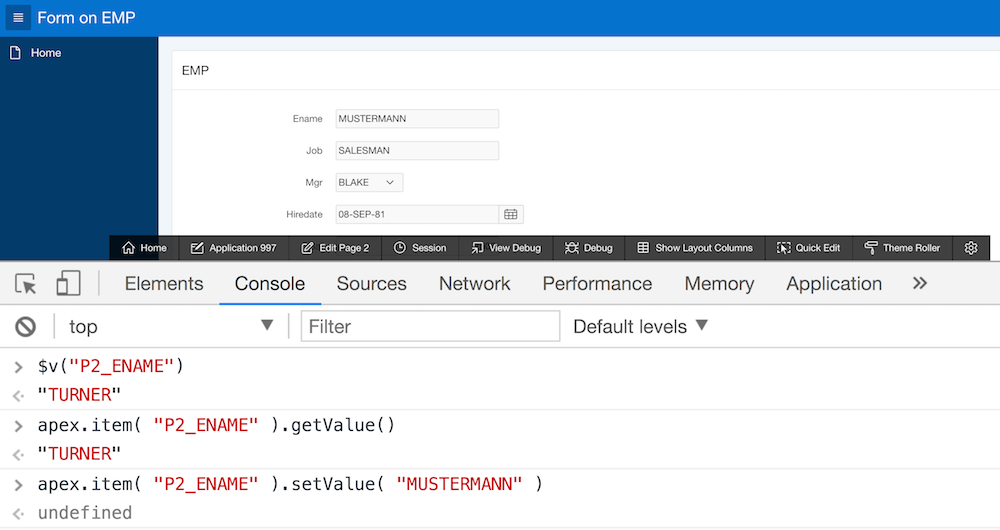 Form on EMP
Home
EMP
Ename MUSTERMANN
Job SALESMAN
Mgr BLAKE
Hiredate 08-SEP-81
Home Application 997 Edit Page 2 Session View Debug Debug Show Layout Columns Quick Edit Theme Roller
Elements Console Sources Network Performance Memory Application »
top ▼ Filter Default levels ▼
> $v("P2_ENAME")
"TURNER"
> apex.item( "P2_ENAME" ).getValue()
"TURNER"
> apex.item( "P2_ENAME" ).setValue( "MUSTERMANN" )
undefined